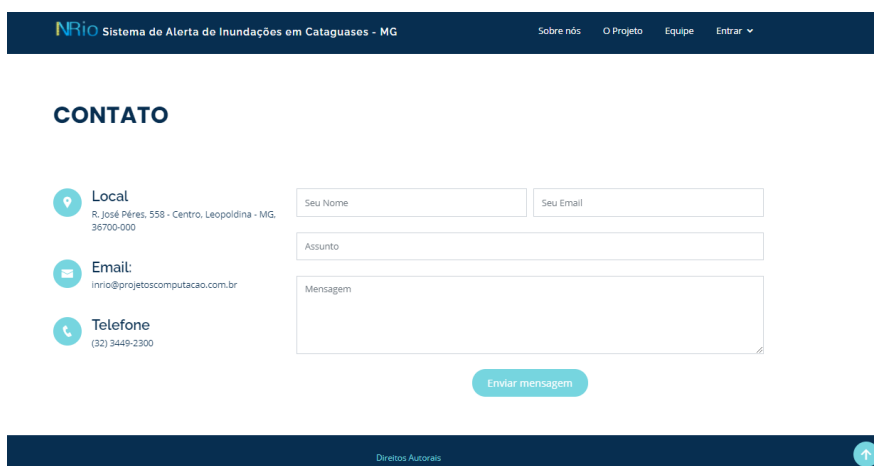 NRio Sistema de Alerta de Inundações em Cataguases - MG
Sobre nós
O Projeto
Equipe
Entrar
CONTATO
Local
R. José Péres, 558 - Centro, Leopoldina - MG,
36700-000
Email:
inrio@projetoscomputacao.com.br
Telefone
(32) 3449-2300
Seu Nome
Seu Email
Assunto
Mensagem
Enviar mensagem
Direitos Autorais